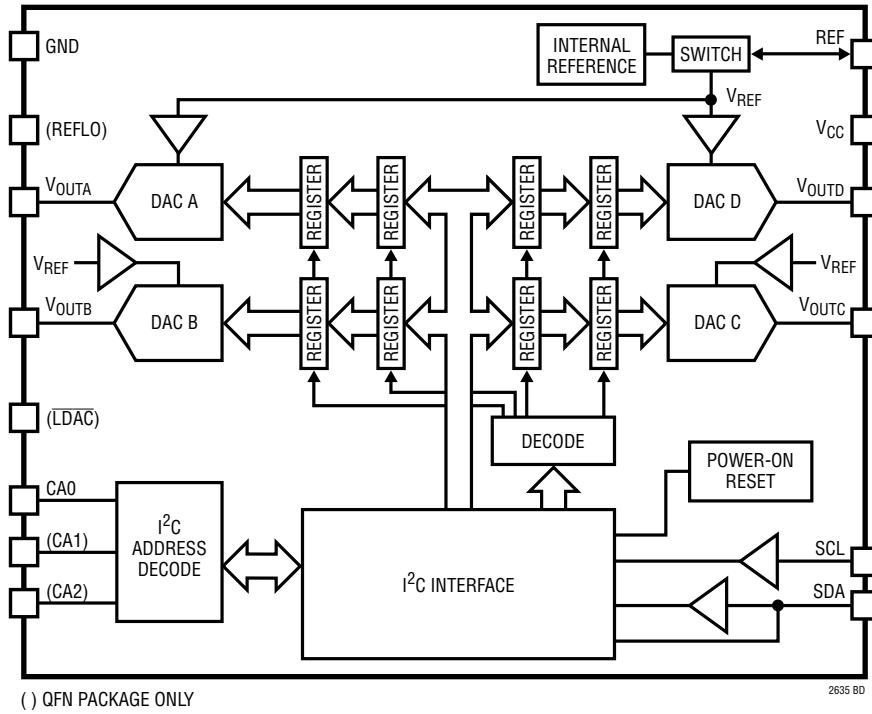 GND
INTERNAL
REFERENCE
SWITCH
REF
VREF
(REFLO)
VCC
VOUTA
DAC A
REGISTER
REGISTER
REGISTER
REGISTER
DAC D
VOUTD
VREF
VREF
VOUTB
DAC B
REGISTER
REGISTER
REGISTER
REGISTER
DAC C
VOUTC
(LDAC)
DECODE
POWER-ON
RESET
CA0
(CA1)
(CA2)
I2C
ADDRESS
DECODE
I2C INTERFACE
SCL
SDA
( ) QFN PACKAGE ONLY
2635 BD